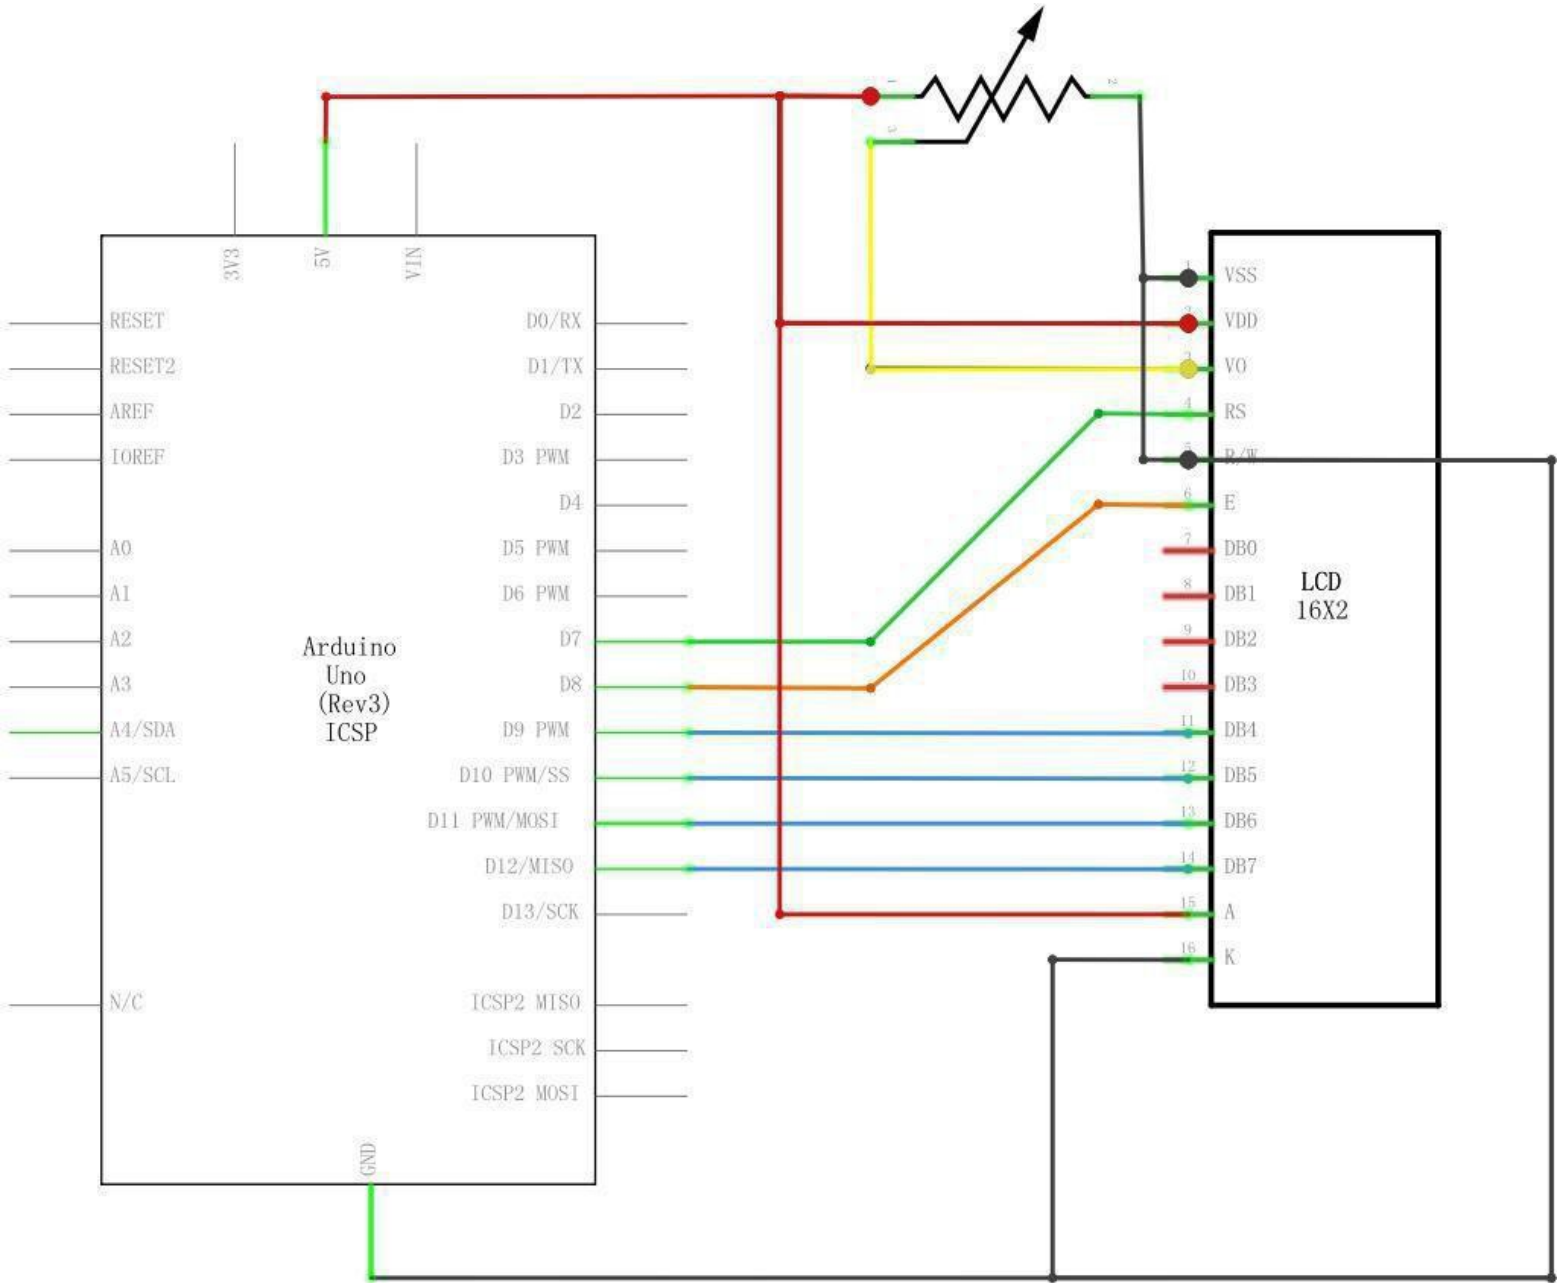 1
2
3
3V3
5V
VIN
RESET
RESET2
AREF
IOREF
A0
A1
A2
A3
A4/SDA
A5/SCL
N/C
Arduino
Uno
(Rev3)
ICSP
D0/RX
D1/TX
D2
D3 PWM
D4
D5 PWM
D6 PWM
D7
D8
D9 PWM
D10 PWM/SS
D11 PWM/MOSI
D12/MISO
D13/SCK
ICSP2 MISO
ICSP2 SCK
ICSP2 MOSI
GND
1 VSS
2 VDD
3 VO
4 RS
5 R/W
6 E
7 DB0
8 DB1
9 DB2
10 DB3
11 DB4
12 DB5
13 DB6
14 DB7
15 A
16 K
LCD
16X2